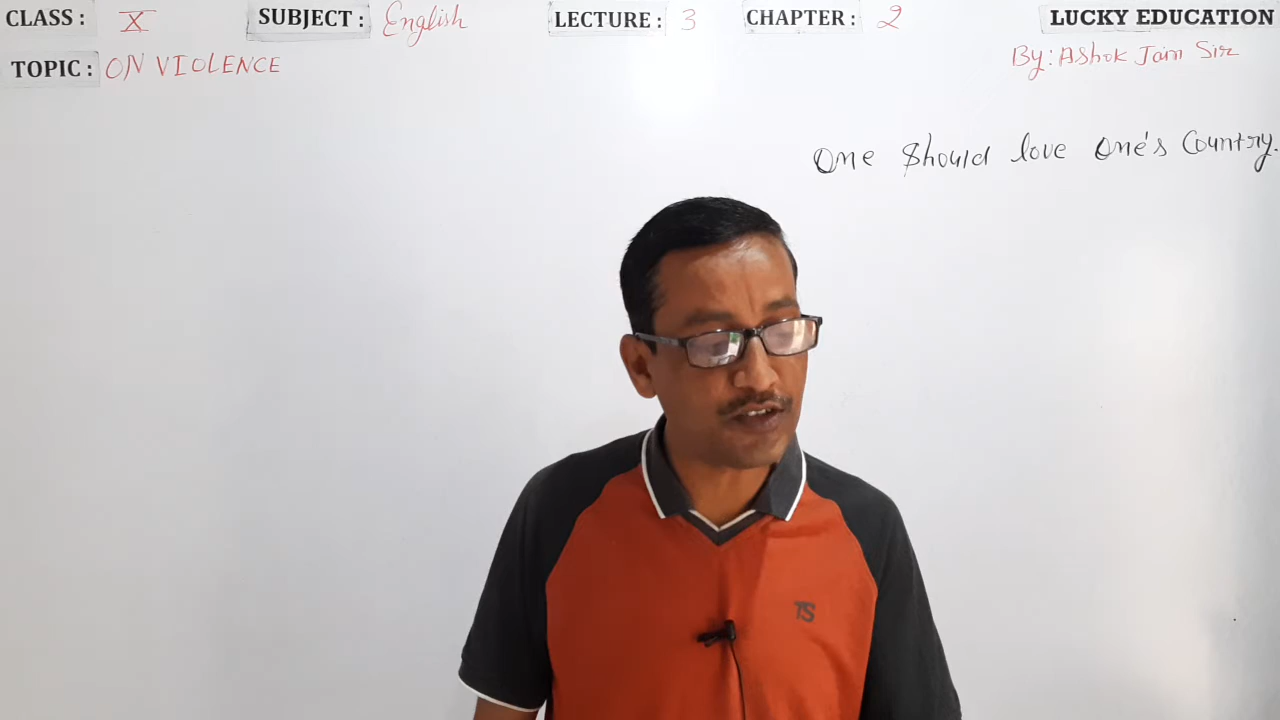 CLASS : X SUBJECT : English LECTURE : 3 CHAPTER : 2 LUCKY EDUCATION
By: Ashok Jain Sir
TOPIC : ON VIOLENCE
One should love one's Country.
TS